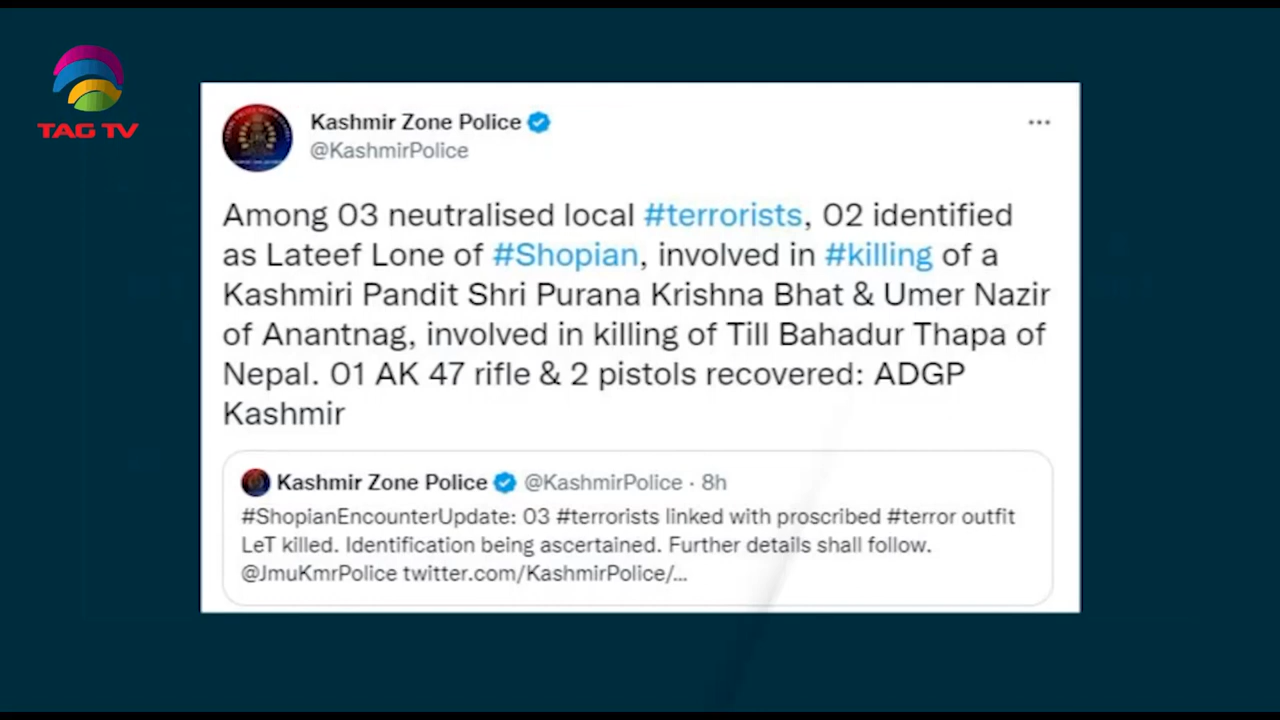 TAG TV
Kashmir Zone Police
@KashmirPolice
Among 03 neutralised local #terrorists, 02 identified
as Lateef Lone of #Shopian, involved in #killing of a
Kashmiri Pandit Shri Purana Krishna Bhat & Umer Nazir
of Anantnag, involved in killing of Till Bahadur Thapa of
Nepal. 01 AK 47 rifle & 2 pistols recovered: ADGP
Kashmir
Kashmir Zone Police @KashmirPolice · 8h
#ShopianEncounterUpdate: 03 #terrorists linked with proscribed #terror outfit
LeT killed. Identification being ascertained. Further details shall follow.
@JmuKmrPolice twitter.com/KashmirPolice/...